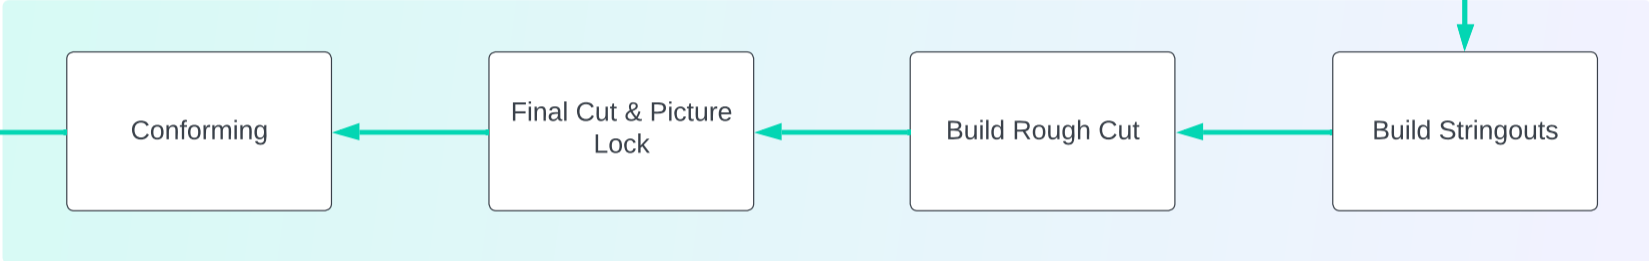 Conforming
Final Cut & Picture
Lock
Build Rough Cut
Build Stringouts